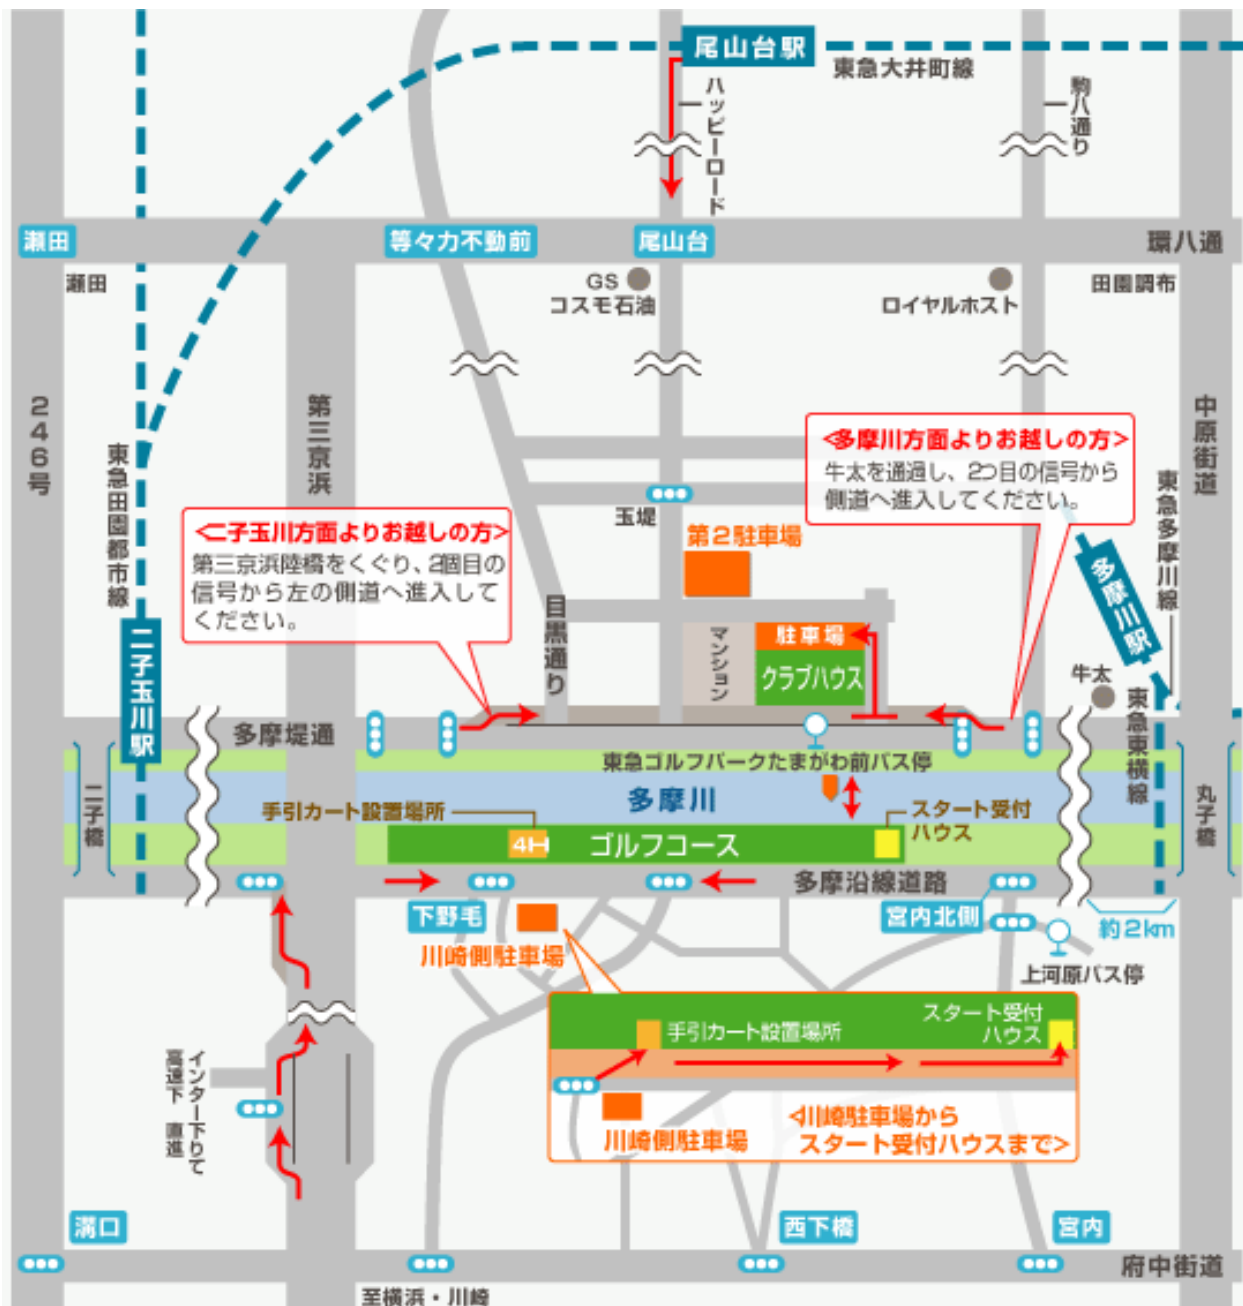 尾山台駅
東急大井町線
ハッピーロード
駒八通り
瀬田
等々力不動前
尾山台
環八通
瀬田
GS
コスモ石油
ロイヤルホスト
田園調布
246号
東急田園都市線
第三京浜
中原街道
東急多摩川線
<多摩川方面よりお越しの方>
牛太を通過し、2つ目の信号から
側道へ進入してください。
玉堤
<二子玉川方面よりお越しの方>
第三京浜陸橋をくぐり、2個目の
信号から左の側道へ進入して
ください。
第2駐車場
目黒通り
マンション
駐車場
クラブハウス
多摩川駅
二子玉川駅
牛太
東急東横線
多摩堤通
東急ゴルフパークたまがわ前バス停
二子橋
多摩川
丸子橋
手引カート設置場所
スタート受付
ハウス
4H
ゴルフコース
多摩沿線道路
下野毛
宮内北側
約2km
川崎側駐車場
上河原バス停
手引カート設置場所
スタート受付
ハウス
川崎側駐車場
<川崎駐車場から
スタート受付ハウスまで>
インター下りて
高速下 直進
溝口
西下橋
宮内
府中街道
至横浜・川崎